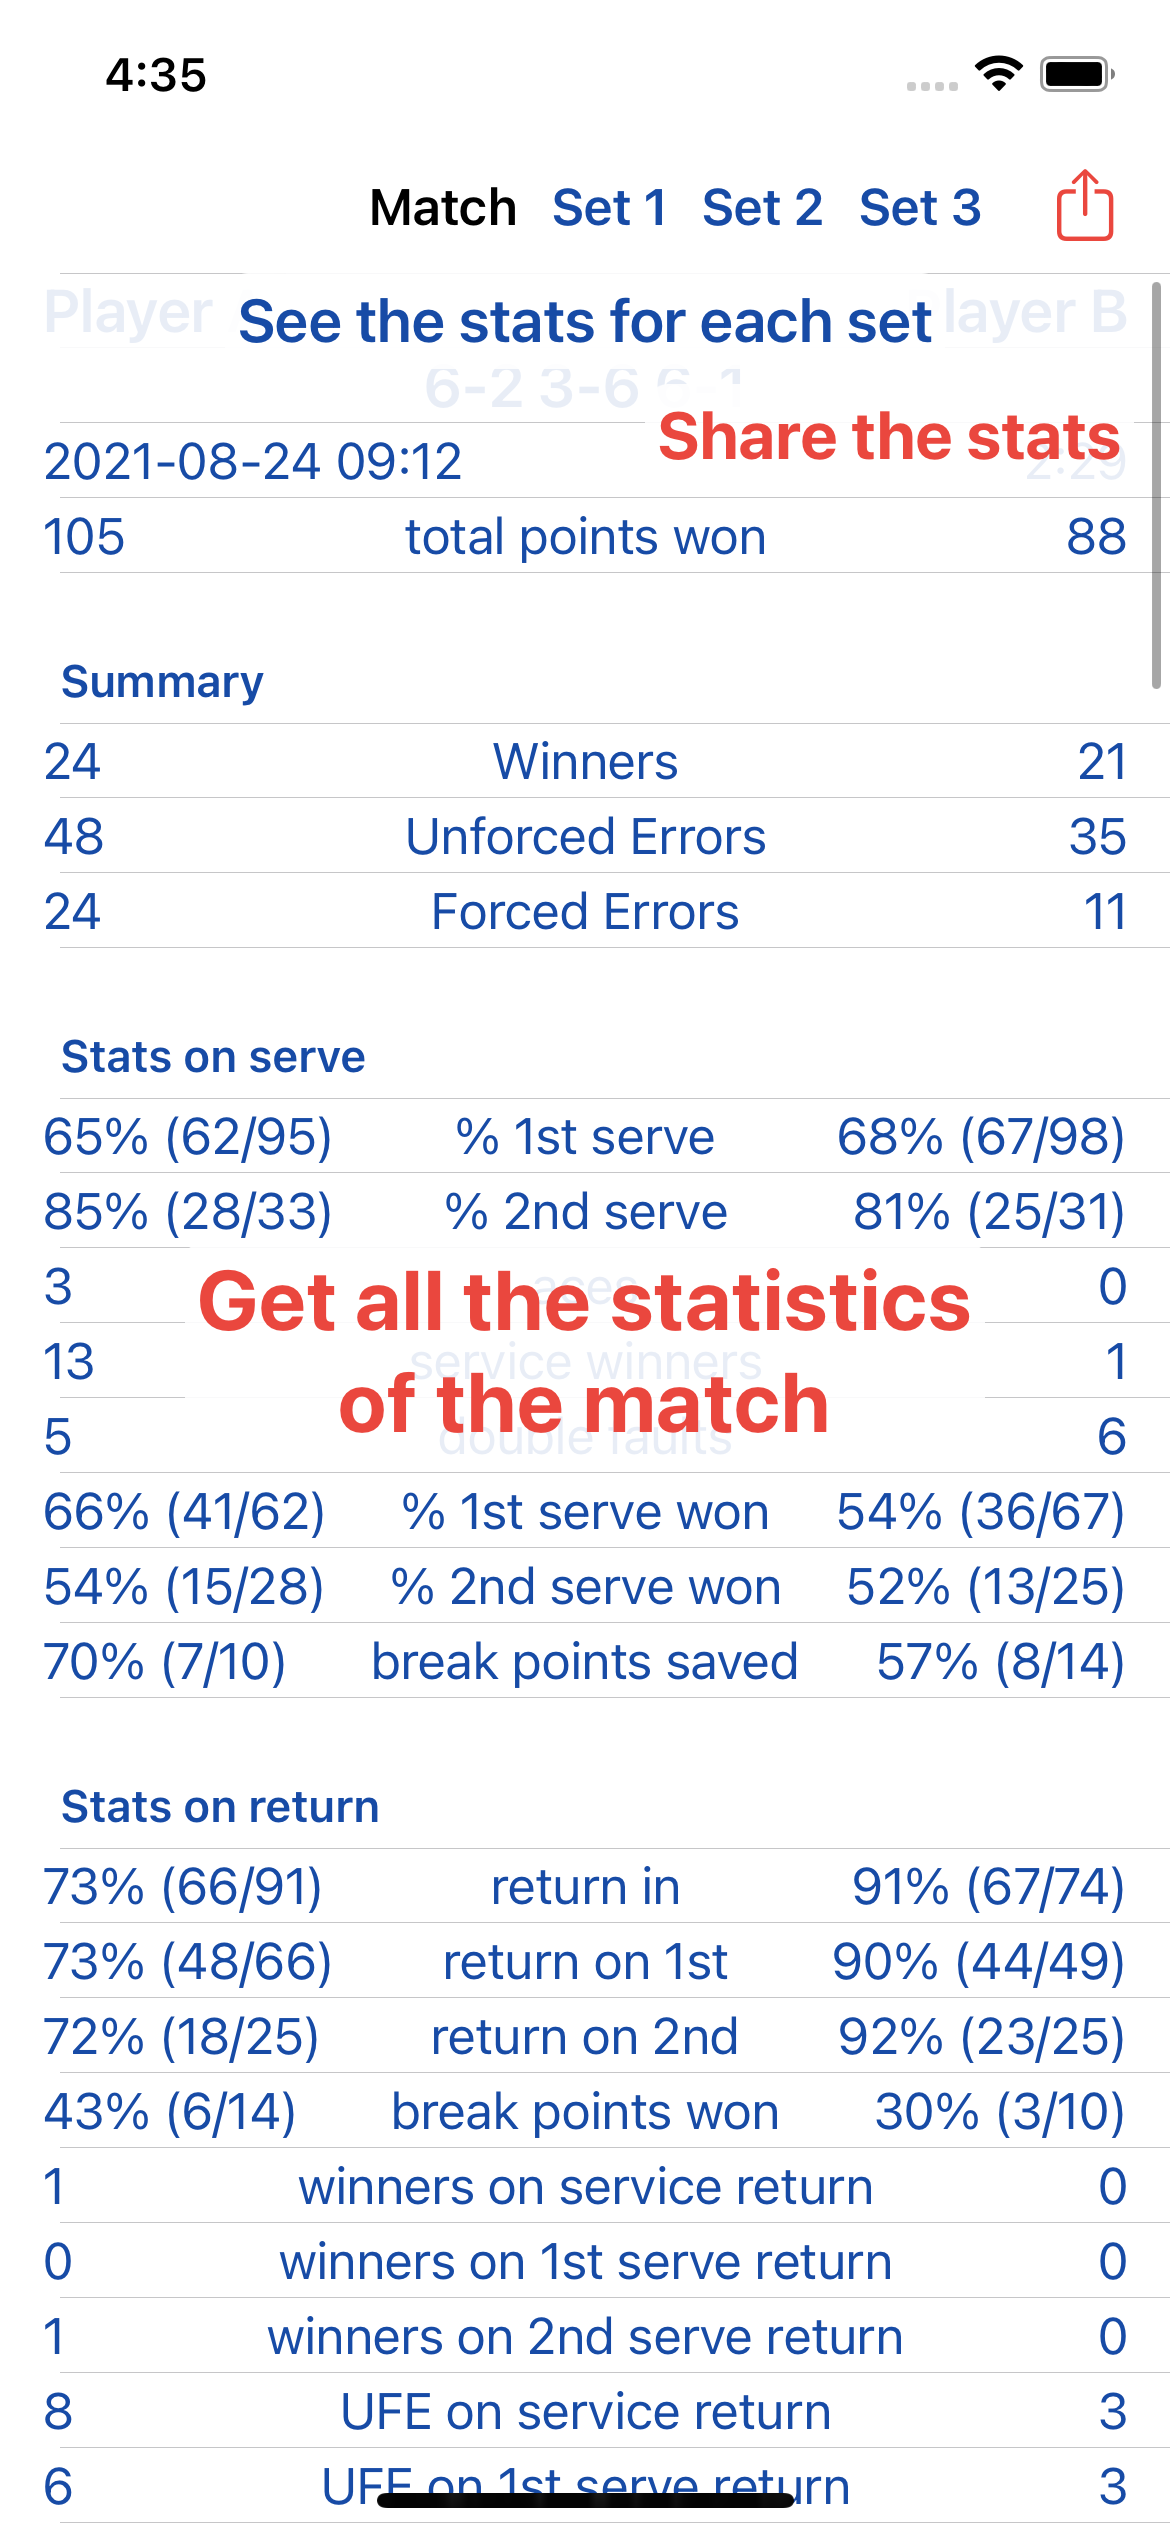 4:35
Match Set 1 Set 2 Set 3
See the stats for each set
Player
Player B
6-2 3-6 6-1
Share the stats
2021-08-24 09:12 2:29
105 total points won 88
Summary
24 Winners 21
48 Unforced Errors 35
24 Forced Errors 11
Stats on serve
65% (62/95) % 1st serve 68% (67/98)
85% (28/33) % 2nd serve 81% (25/31)
Get all the statistics
of the match
3 aces 0
13 service winners 1
5 double faults 6
66% (41/62) % 1st serve won 54% (36/67)
54% (15/28) % 2nd serve won 52% (13/25)
70% (7/10) break points saved 57% (8/14)
Stats on return
73% (66/91) return in 91% (67/74)
73% (48/66) return on 1st 90% (44/49)
72% (18/25) return on 2nd 92% (23/25)
43% (6/14) break points won 30% (3/10)
1 winners on service return 0
0 winners on 1st serve return 0
1 winners on 2nd serve return 0
8 UFE on service return 3
6 UFE on 1st serve return 3